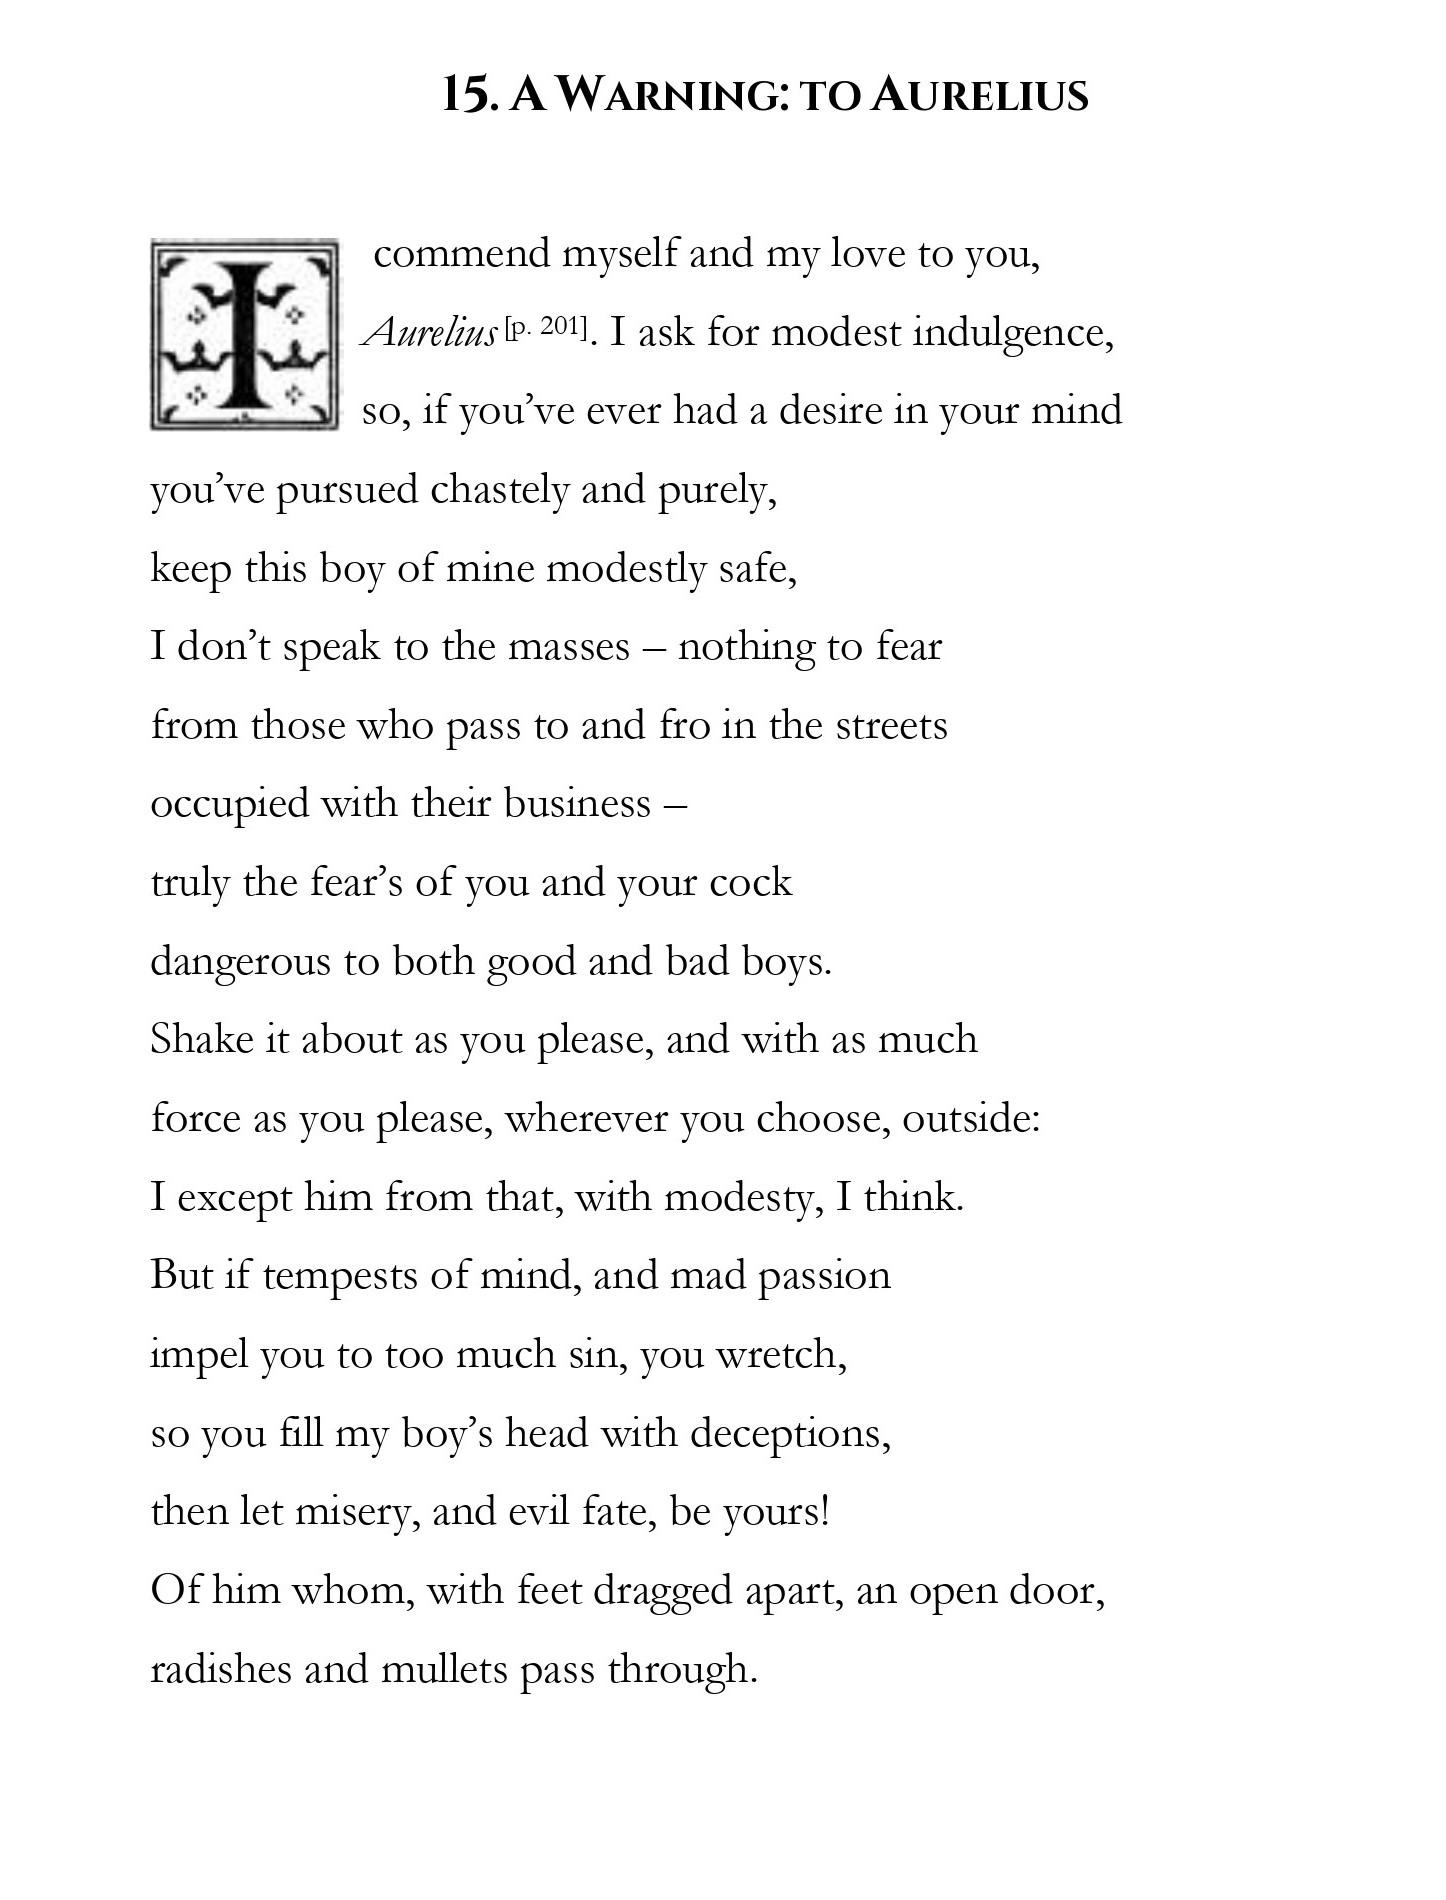 15. A WARNING: TO AURELIUS
I commend myself and my love to you,
Aurelius [p. 201]. I ask for modest indulgence,
so, if you’ve ever had a desire in your mind
you’ve pursued chastely and purely,
keep this boy of mine modestly safe,
I don’t speak to the masses – nothing to fear
from those who pass to and fro in the streets
occupied with their business –
truly the fear’s of you and your cock
dangerous to both good and bad boys.
Shake it about as you please, and with as much
force as you please, wherever you choose, outside:
I except him from that, with modesty, I think.
But if tempests of mind, and mad passion
impel you to too much sin, you wretch,
so you fill my boy’s head with deceptions,
then let misery, and evil fate, be yours!
Of him whom, with feet dragged apart, an open door,
radishes and mullets pass through.